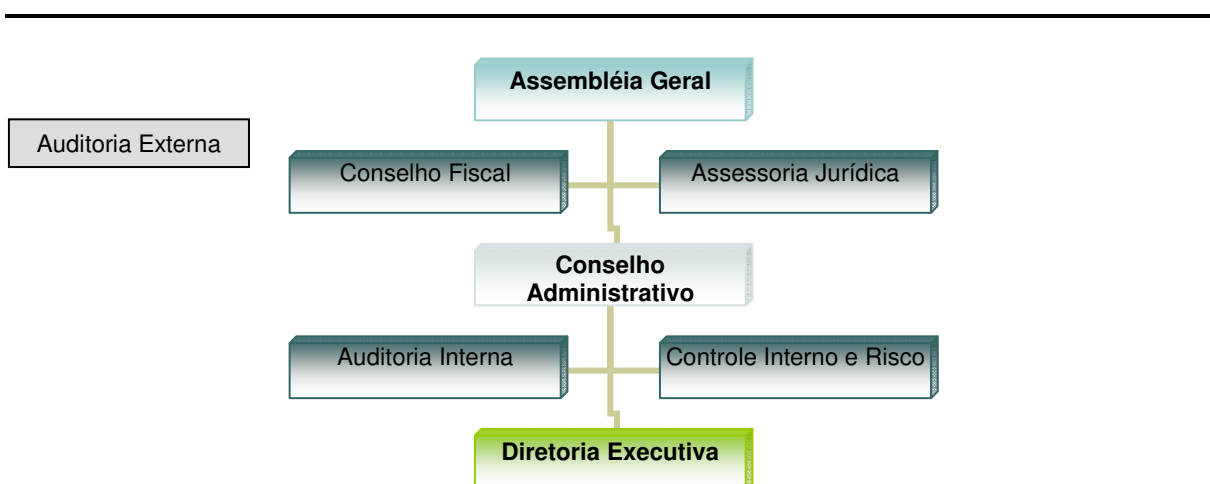 Assembléia Geral
Auditoria Externa
Conselho Fiscal
Assessoria Jurídica
Conselho
Administrativo
Auditoria Interna
Controle Interno e Risco
Diretoria Executiva